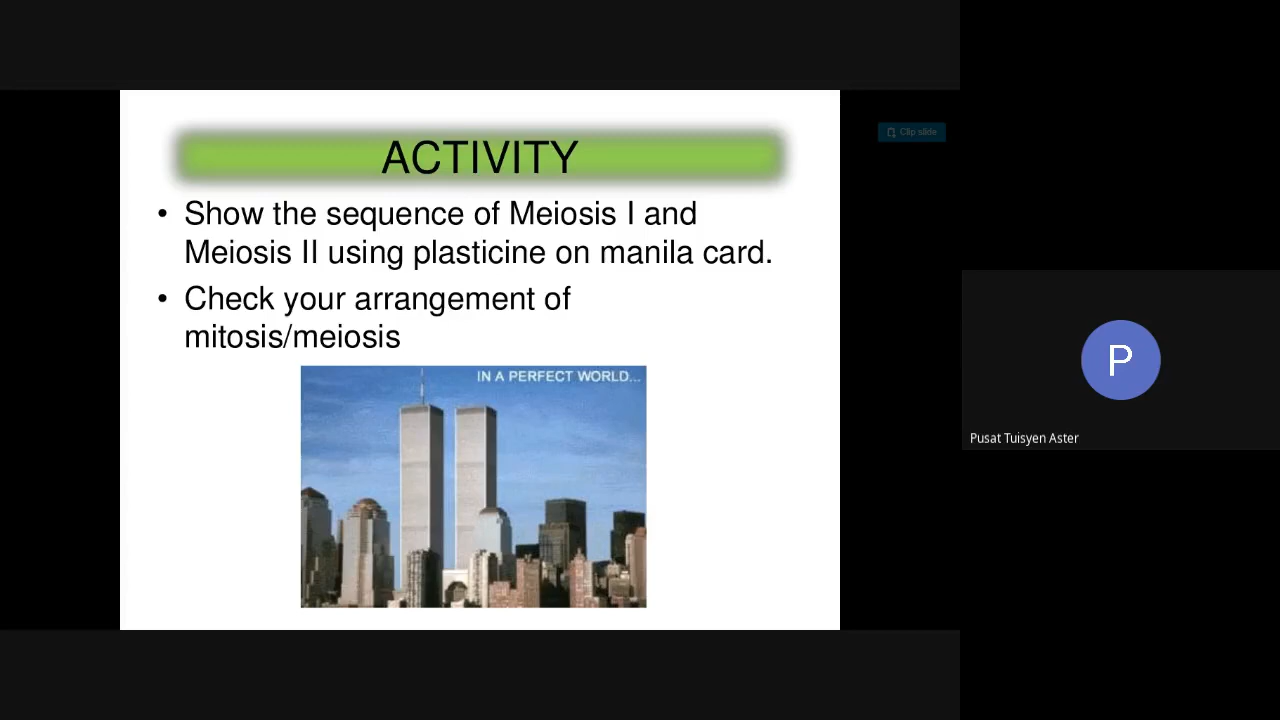 ACTIVITY
Clip slide
• Show the sequence of Meiosis I and
Meiosis II using plasticine on manila card.
• Check your arrangement of
mitosis/meiosis
IN A PERFECT WORLD...
P
Pusat Tuisyen Aster